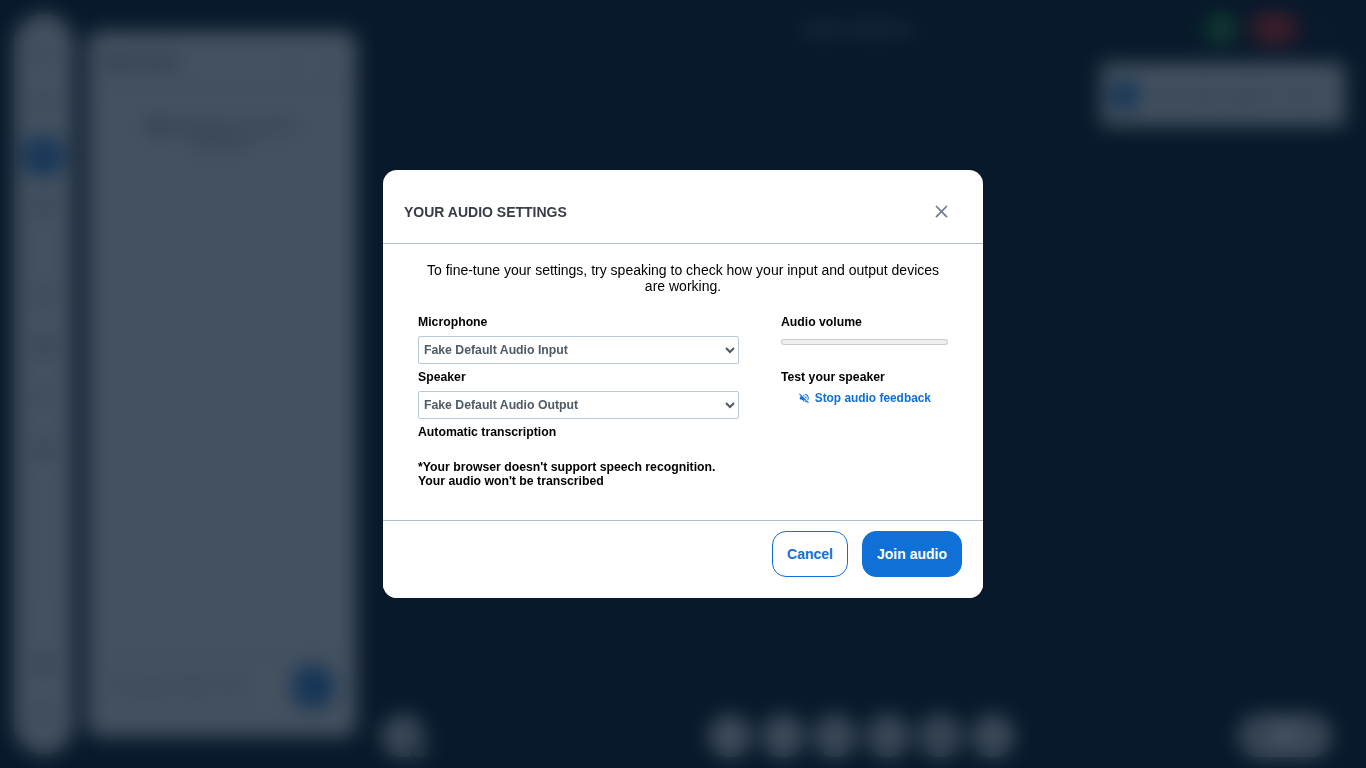 YOUR AUDIO SETTINGS
To fine-tune your settings, try speaking to check how your input and output devices
are working.
Microphone
Audio volume
Fake Default Audio Input
Speaker
Test your speaker
Fake Default Audio Output
Stop audio feedback
Automatic transcription
*Your browser doesn't support speech recognition.
Your audio won't be transcribed
Cancel
Join audio